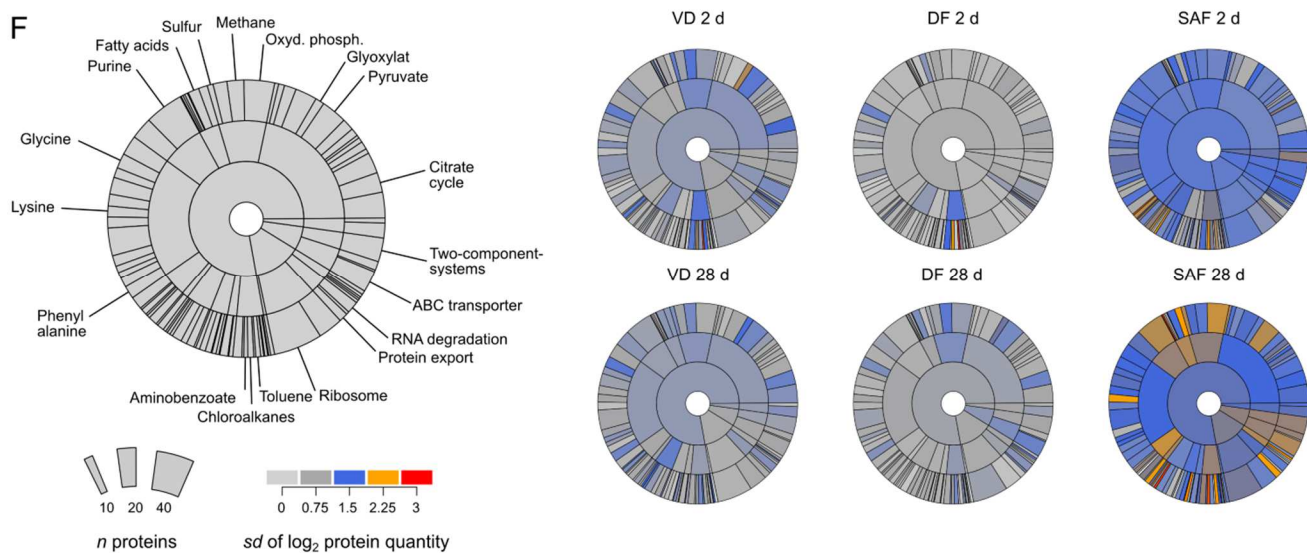 F
Sulfur
Methane
Oxyd. phosph.
Fatty acids
Glyoxylat
Purine
Pyruvate
Glycine
Citrate
cycle
Lysine
Two-component-
systems
ABC transporter
Phenyl
alanine
RNA degradation
Protein export
Aminobenzoate
Toluene
Ribosome
Chloroalkanes
10 20 40
n proteins
0 0.75 1.5 2.25 3
sd of log2 protein quantity
VD 2 d
DF 2 d
SAF 2 d
VD 28 d
DF 28 d
SAF 28 d